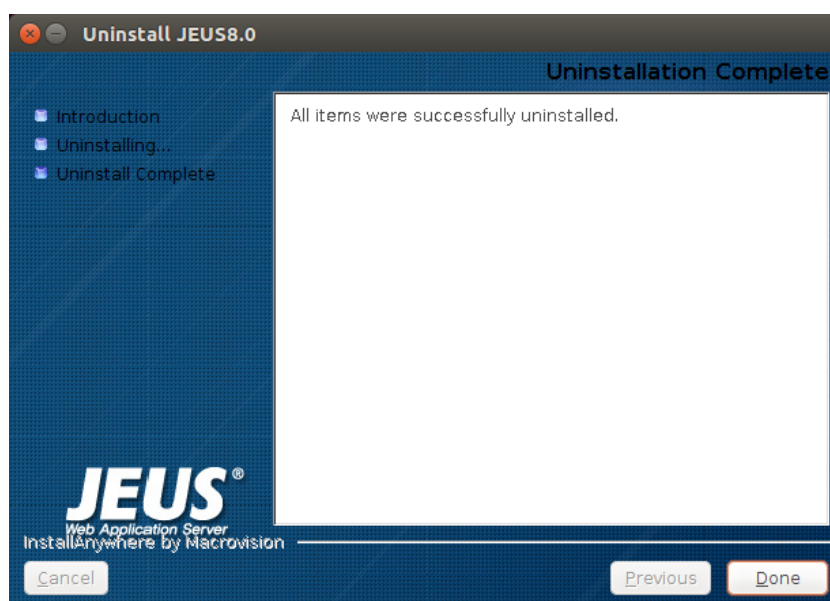 Uninstall JEUS8.0
Uninstallation Complete
Introduction
Uninstalling...
Uninstall Complete
All items were successfully uninstalled.
JEUS®
Web Application Server
InstallAnywhere by Macrovision
Cancel
Previous
Done